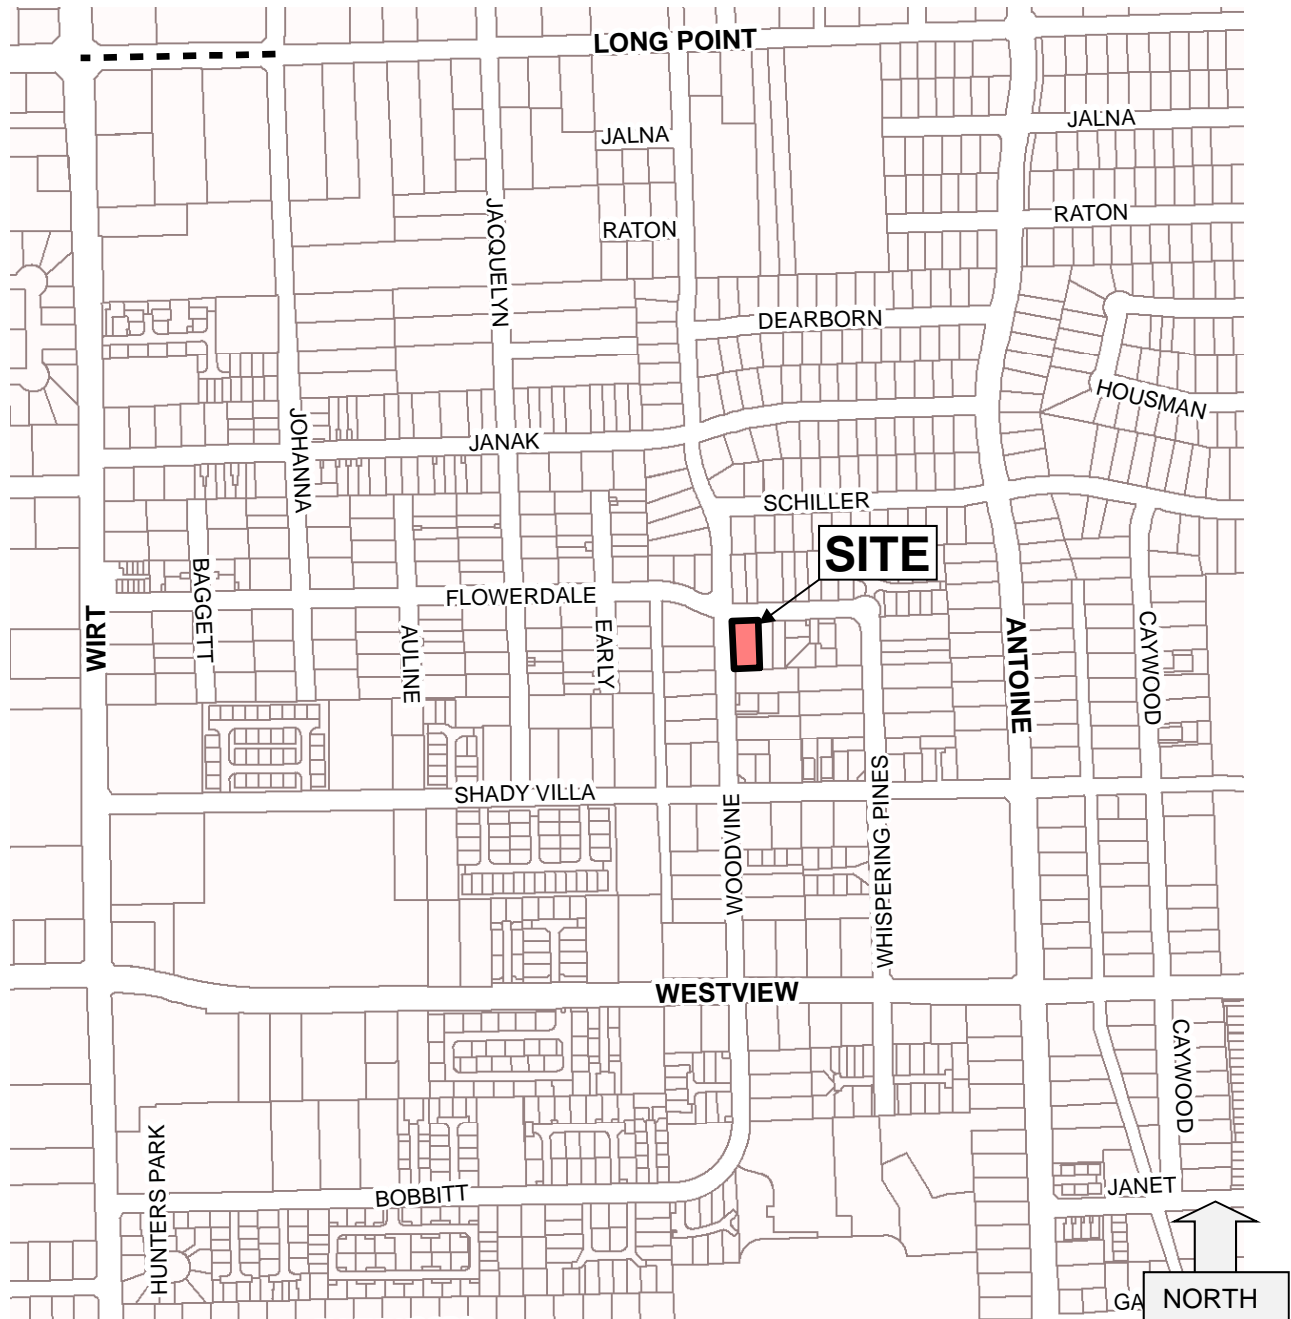 LONG POINT
JALNA
JALNA
JACQUELYN
RATON
RATON
DEARBORN
HOUSMAN
JOHANNA
JANAK
SCHILLER
SITE
BAGGETT
FLOWERDALE
WIRT
AULINE
EARLY
ANTOINE
CAYWOOD
SHADY VILLA
WOODVINE
WHISPERING PINES
WESTVIEW
CAYWOOD
HUNTERS PARK
BOBBITT
JANET
GA
NORTH